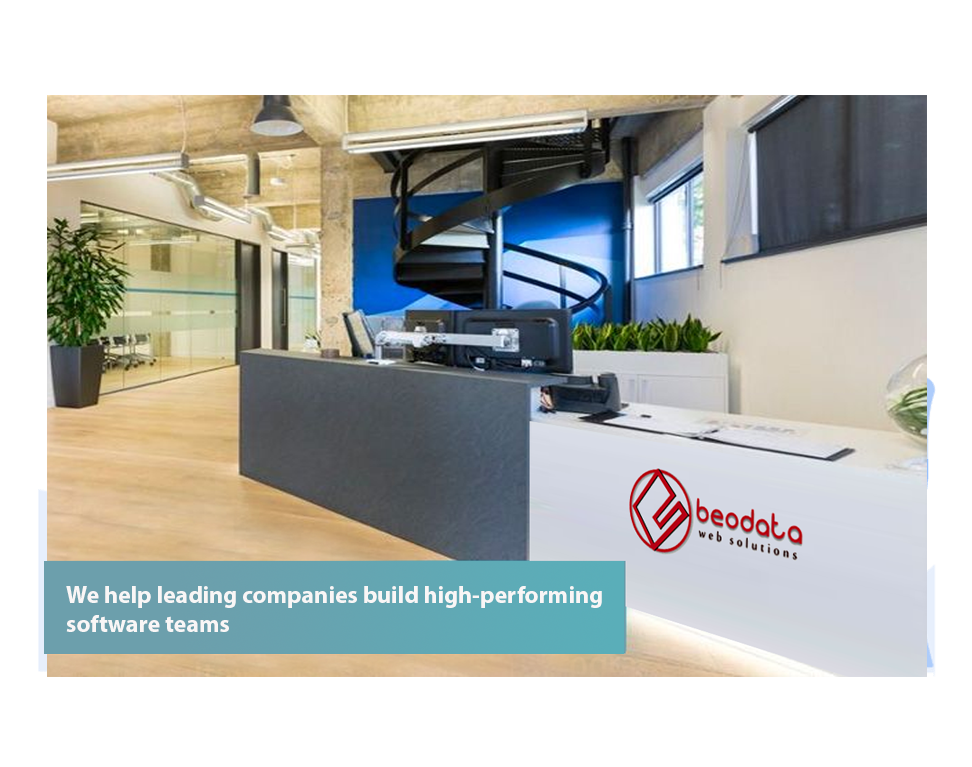 beodata
web solutions
We help leading companies build high-performing
software teams